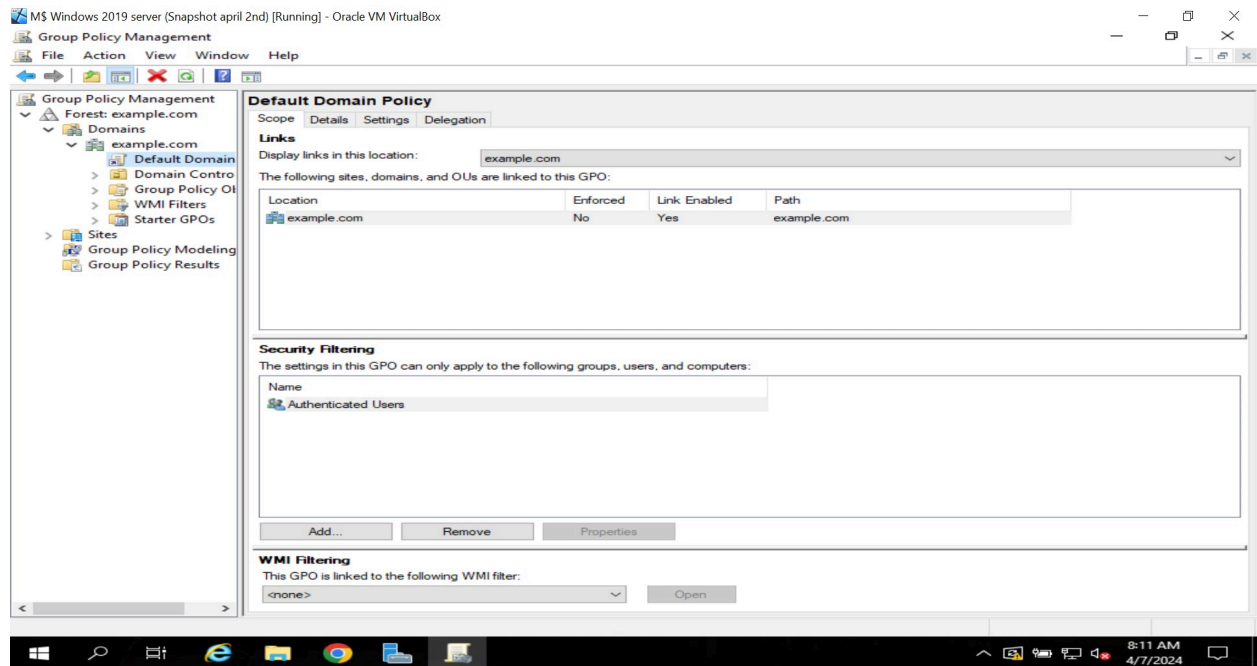 M$ Windows 2019 server (Snapshot april 2nd) [Running] - Oracle VM VirtualBox
Group Policy Management
File Action View Window Help
Group Policy Management
Forest: example.com
Domains
example.com
Default Domain
Domain Contro
Group Policy Ol
WMI Filters
Starter GPOs
Sites
Group Policy Modeling
Group Policy Results
Default Domain Policy
Scope Details Settings Delegation
Links
Display links in this location: example.com
The following sites, domains, and OUs are linked to this GPO:
Location Enforced Link Enabled Path
example.com No Yes example.com
Security Filtering
The settings in this GPO can only apply to the following groups, users, and computers:
Name
Authenticated Users
Add... Remove Properties
WMI Filtering
This GPO is linked to the following WMI filter:
<none> Open
8:11 AM
4/7/2024